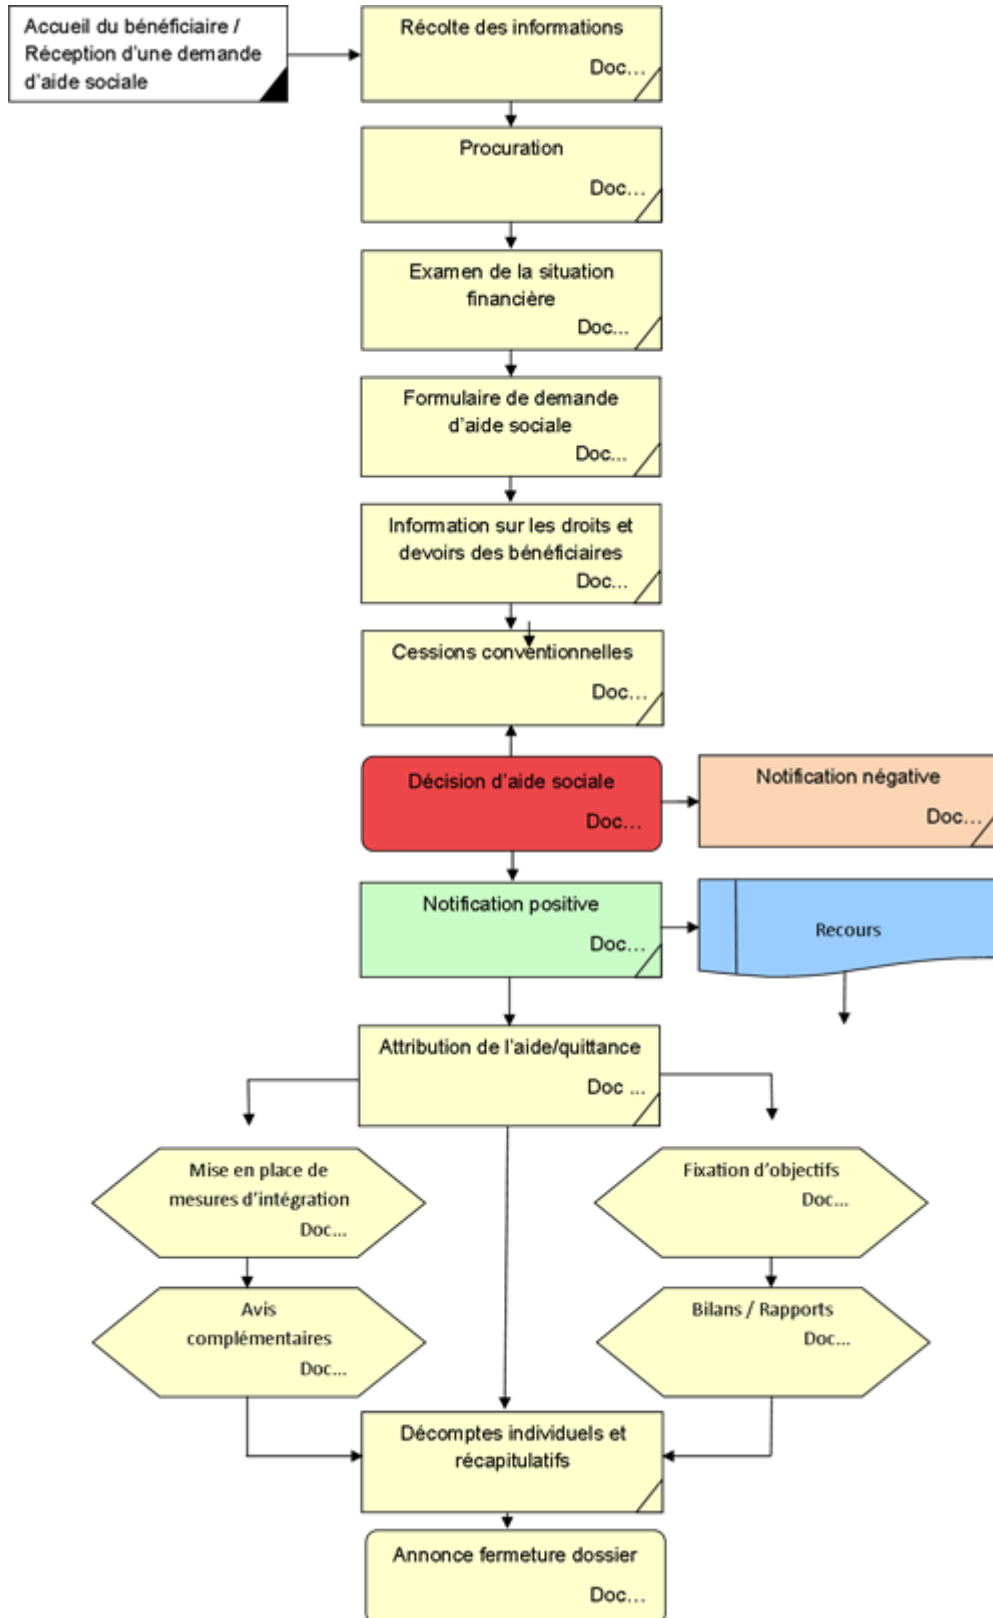 Accueil du bénéficiaire /
Réception d'une demande
d'aide sociale
Récolte des informations
Doc...
Procuration
Doc...
Examen de la situation
financière
Doc...
Formulaire de demande
d'aide sociale
Doc...
Information sur les droits et
devoirs des bénéficiaires
Doc...
Cessions conventionnelles
Doc...
Décision d'aide sociale
Doc...
Notification négative
Doc...
Notification positive
Doc...
Recours
Attribution de l'aide/quittance
Doc ...
Mise en place de
mesures d'intégration
Doc...
Fixation d'objectifs
Doc...
Avis
complémentaires
Doc...
Bilans / Rapports
Doc...
Décomptes individuels et
récapitulatifs
Annonce fermeture dossier
Doc...